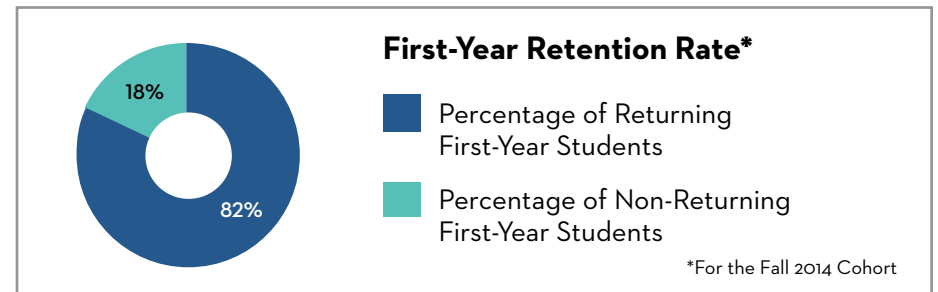 First-Year Retention Rate*
18%
82%
Percentage of Returning
First-Year Students
Percentage of Non-Returning
First-Year Students
*For the Fall 2014 Cohort